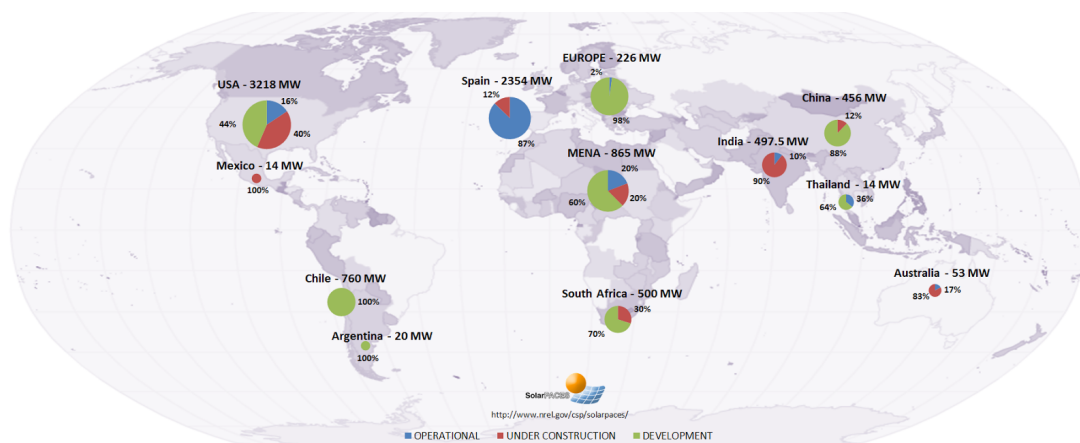 EUROPE - 226 MW
2%
98%
USA - 3218 MW
16%
44%
40%
Spain - 2354 MW
12%
87%
China - 456 MW
12%
88%
Mexico - 14 MW
100%
MENA - 865 MW
20%
60%
20%
India - 497.5 MW
10%
90%
Thailand - 14 MW
36%
64%
Chile - 760 MW
100%
Australia - 53 MW
83%
17%
South Africa - 500 MW
30%
70%
Argentina - 20 MW
100%
SolarPACES
http://www.nrel.gov/csp/solarpaces/
OPERATIONAL UNDER CONSTRUCTION DEVELOPMENT